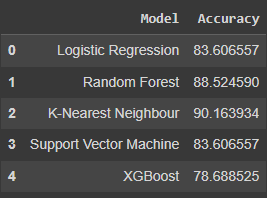 Model Accuracy
0 Logistic Regression 83.606557
1 Random Forest 88.524590
2 K-Nearest Neighbour 90.163934
3 Support Vector Machine 83.606557
4 XGBoost 78.688525